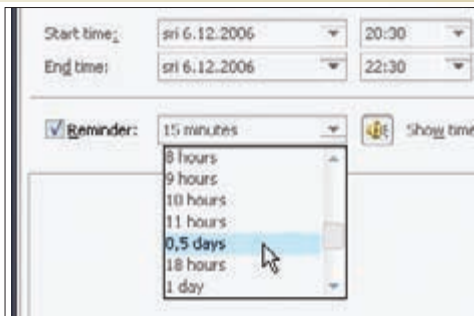 Start time: sri 6.12.2006 20:30
End time: sri 6.12.2006 22:30
Reminder: 15 minutes Show time
8 hours
9 hours
10 hours
11 hours
0,5 days
18 hours
1 day